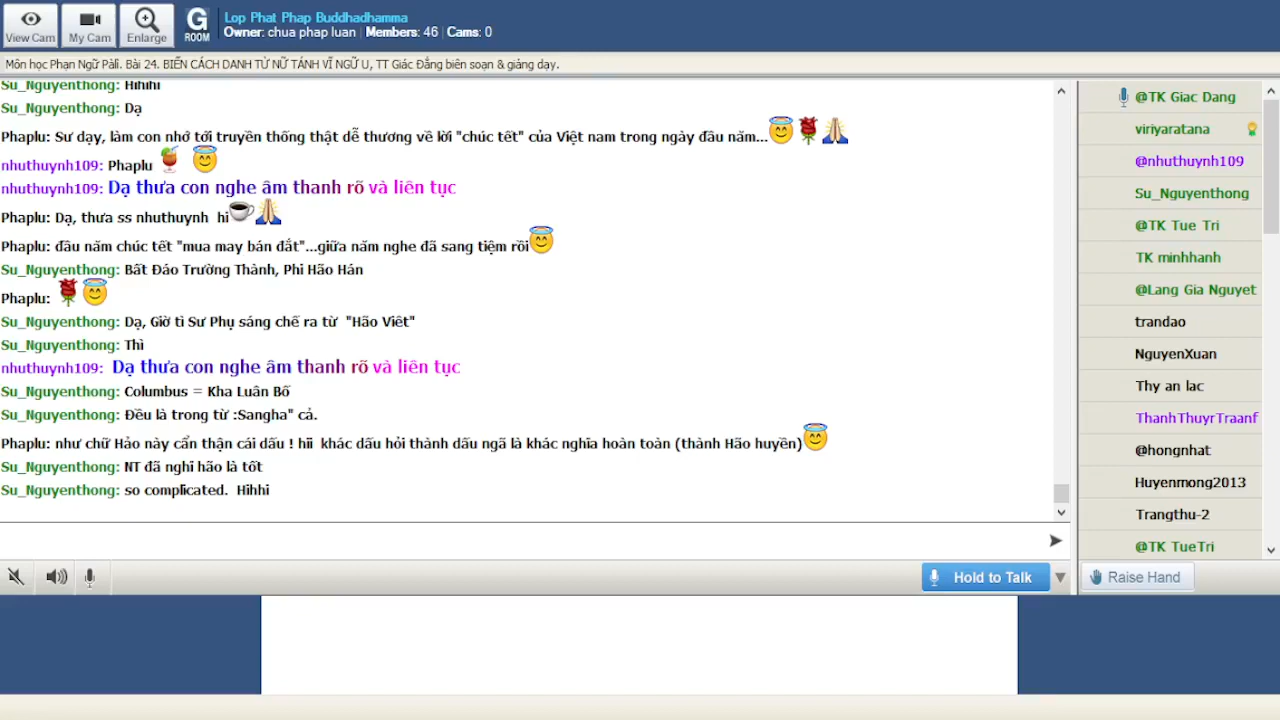 View Cam
My Cam
Enlarge
G
ROOM
Lop Phat Phap Buddhadhamma
Owner: chua phap luan | Members: 46 | Cams: 0
Môn học Phạn Ngữ Pāli. Bài 24. BIẾN CÁCH DANH TỪ NỮ TÁNH VĨ NGỮ U, TT Giác Đẳng biên soạn & giảng dạy.
Su_Nguyenthong: Hihihi
Su_Nguyenthong: Dạ
Phaplu: Sư dạy, làm con nhớ tới truyền thống thật dễ thương về lời "chúc tết" của Việt nam trong ngày đầu năm...
nhuthuynh109: Phaplu
nhuthuynh109: Dạ thưa con nghe âm thanh rõ và liên tục
Phaplu: Dạ, thưa ss nhuthuynh hi
Phaplu: đầu năm chúc tết "mua may bán đắt"...giữa năm nghe đã sang tiệm rồi
Su_Nguyenthong: Bất Đáo Trường Thành, Phi Hão Hán
Phaplu:
Su_Nguyenthong: Dạ, Giờ tì Sư Phụ sáng chế ra từ "Hão Viêt"
Su_Nguyenthong: Thì
nhuthuynh109: Dạ thưa con nghe âm thanh rõ và liên tục
Su_Nguyenthong: Columbus = Kha Luân Bố
Su_Nguyenthong: Đều là trong từ :Sangha" cả.
Phaplu: như chữ Hảo này cẩn thận cái dấu ! hii khác dấu hỏi thành dấu ngã là khác nghĩa hoàn toàn (thành Hão huyền)
Su_Nguyenthong: NT đã nghi hão là tốt
Su_Nguyenthong: so complicated. Hihhi
@TK Giac Dang
viriyaratana
@nhuthuynh109
Su_Nguyenthong
@TK Tue Tri
TK minhhanh
@Lang Gia Nguyet
trandao
NguyenXuan
Thy an lac
ThanhThuyrTraanf
@hongnhat
Huyenmong2013
Trangthu-2
@TK TueTri
Hold to Talk
Raise Hand